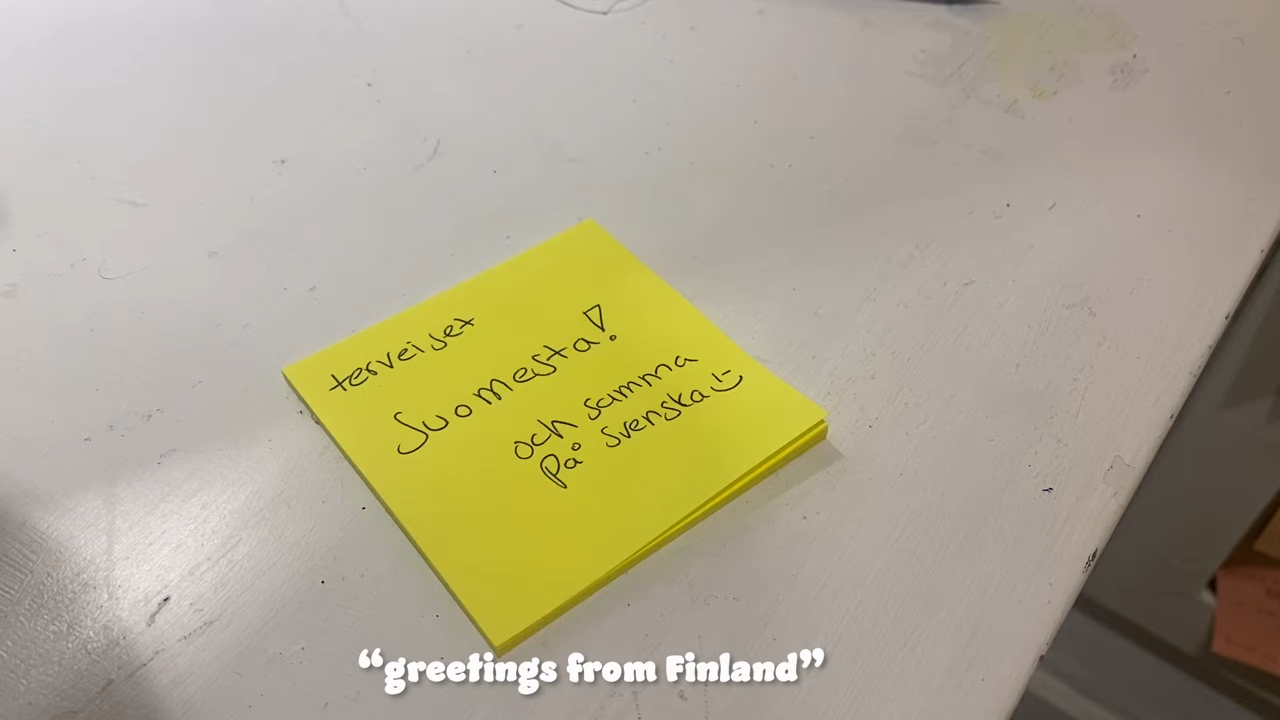 terveiset
Suomesta!
och samma
på svenska :)
“greetings from Finland”